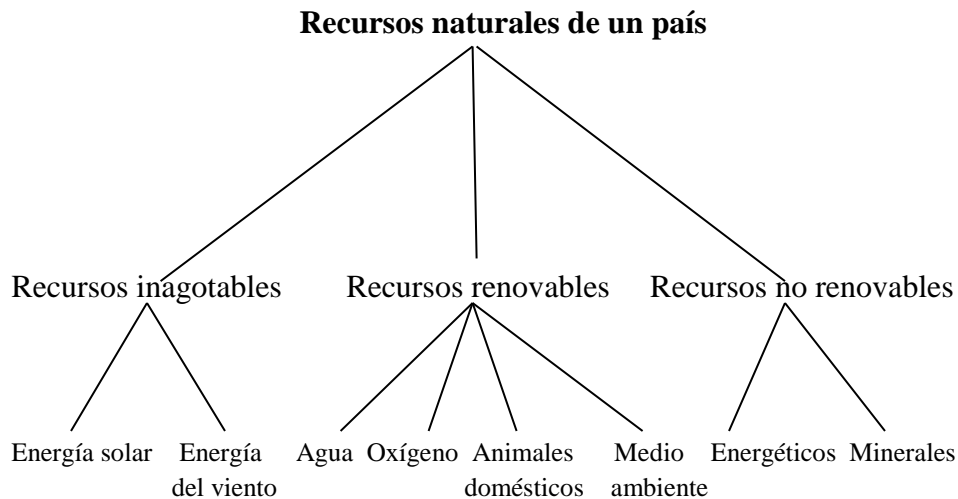 Recursos naturales de un país
Recursos inagotables Recursos renovables Recursos no renovables
Energía solar Energía Agua Oxígeno Animales Medio Energéticos Minerales
del viento domésticos ambiente